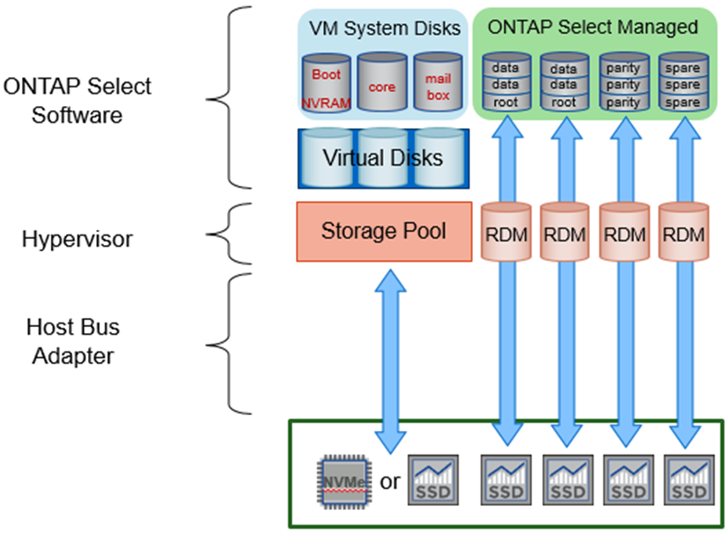 VM System Disks
ONTAP Select Managed
ONTAP Select
Software
Boot
NVRAM
core
mail
box
data
data
root
data
data
root
parity
parity
parity
spare
spare
spare
Virtual Disks
Hypervisor
Storage Pool
RDM
RDM
RDM
RDM
Host Bus
Adapter
NVMe
or
SSD
SSD
SSD
SSD
SSD